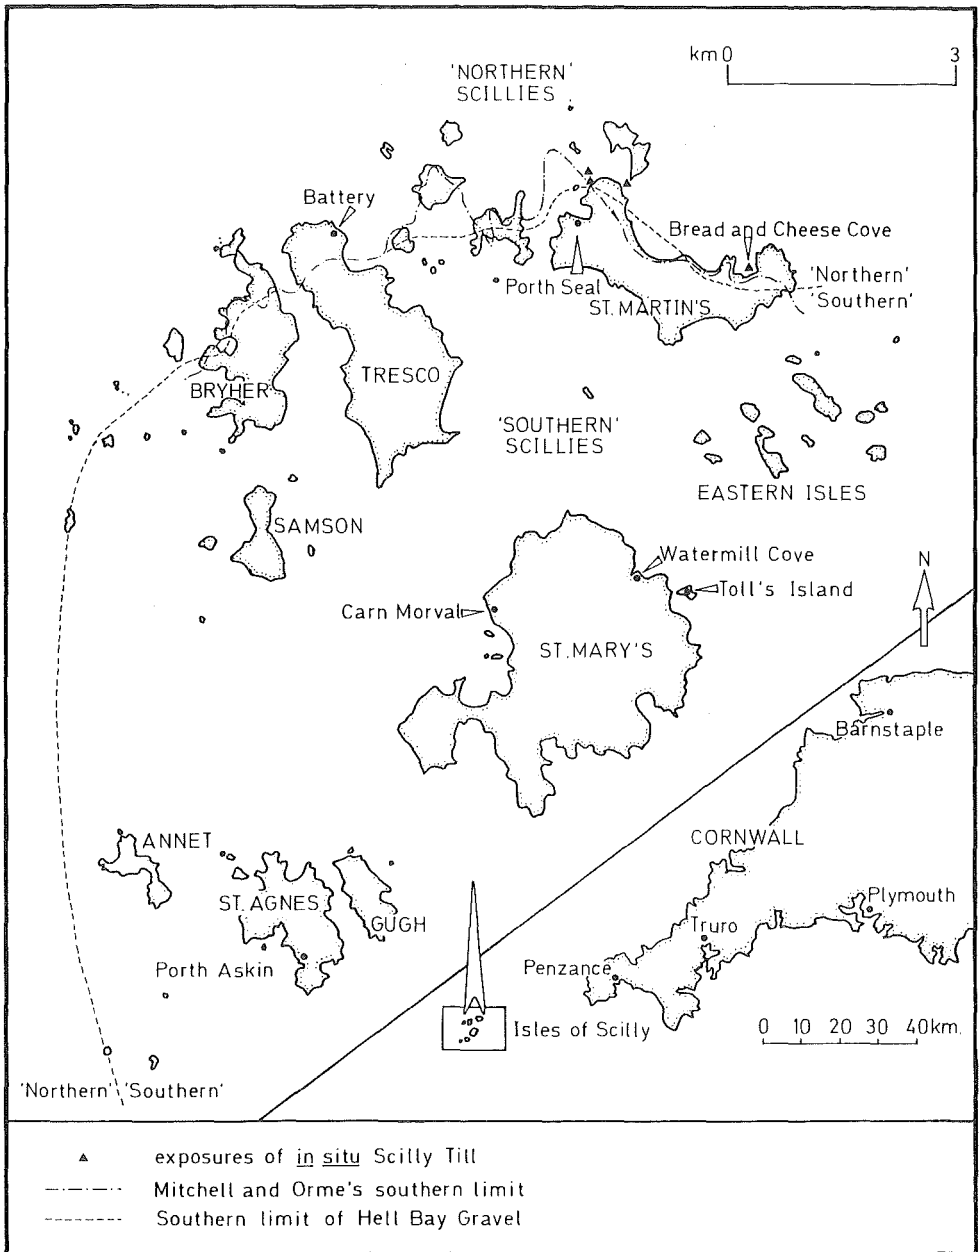 km 0 3
'NORTHERN'
SCILLIES
Battery
Bread and Cheese Cove
'Northern'
'Southern'
Porth Seal
ST. MARTIN'S
BRYHER
TRESCO
'SOUTHERN'
SCILLIES
EASTERN ISLES
SAMSON
Watermill Cove
Toll's Island
N
Carn Morval
ST. MARY'S
Barnstaple
ANNET
CORNWALL
ST. AGNES
GUGH
Plymouth
Truro
Porth Askin
Penzance
Isles of Scilly
0 10 20 30 40km.
'Northern' 'Southern'
exposures of in situ Scilly Till
Mitchell and Orme's southern limit
Southern limit of Hell Bay Gravel